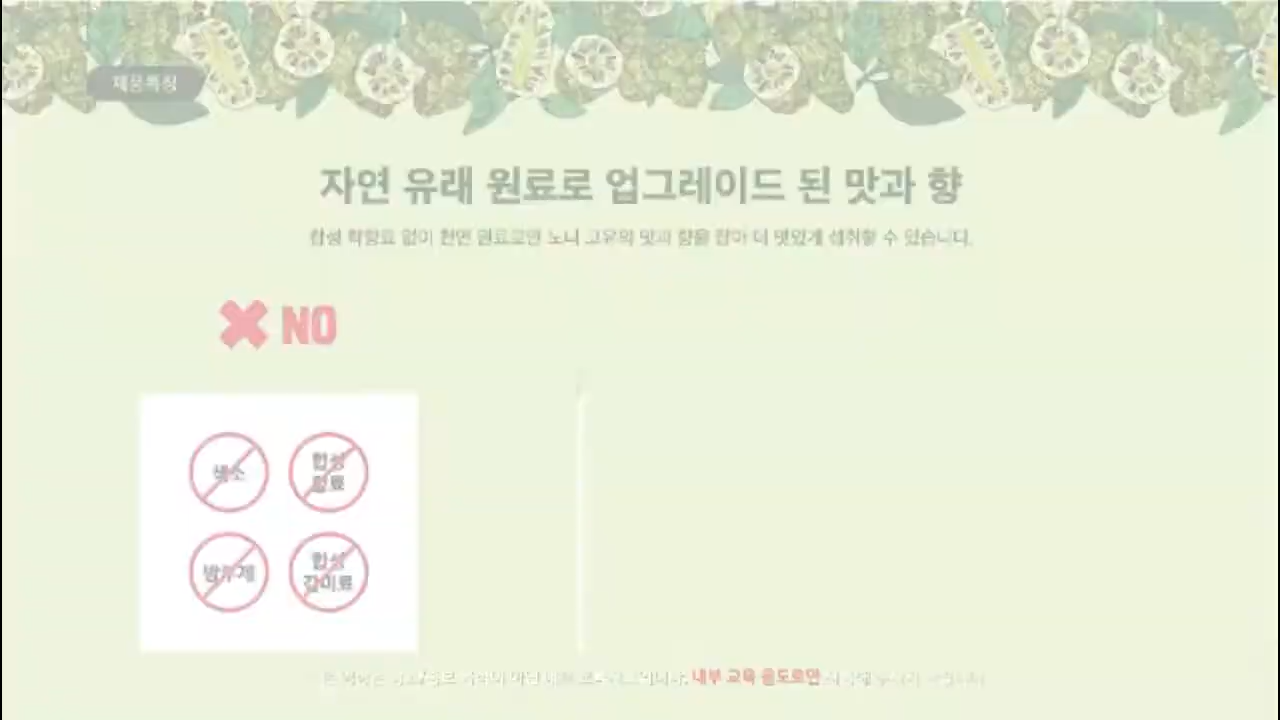 제품특징
자연 유래 원료로 업그레이드 된 맛과 향
합성 착향료 없이 천연 원료로만 노니 고유의 맛과 향을 잡아 더 맛있게 섭취할 수 있습니다.
NO
색소
합성
향료
방부제
합성
감미료
내부 교육 용도로만